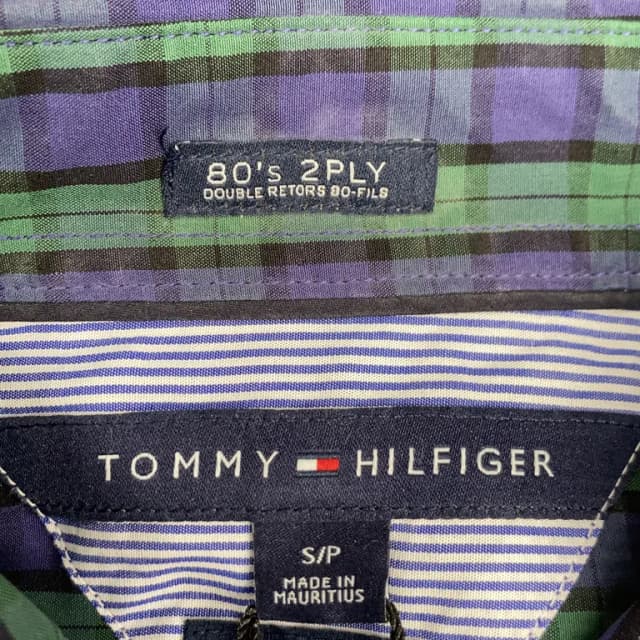 80's 2PLY
DOUBLE RETORS 80-FILS
TOMMY HILFIGER
S/P
MADE IN
MAURITIUS